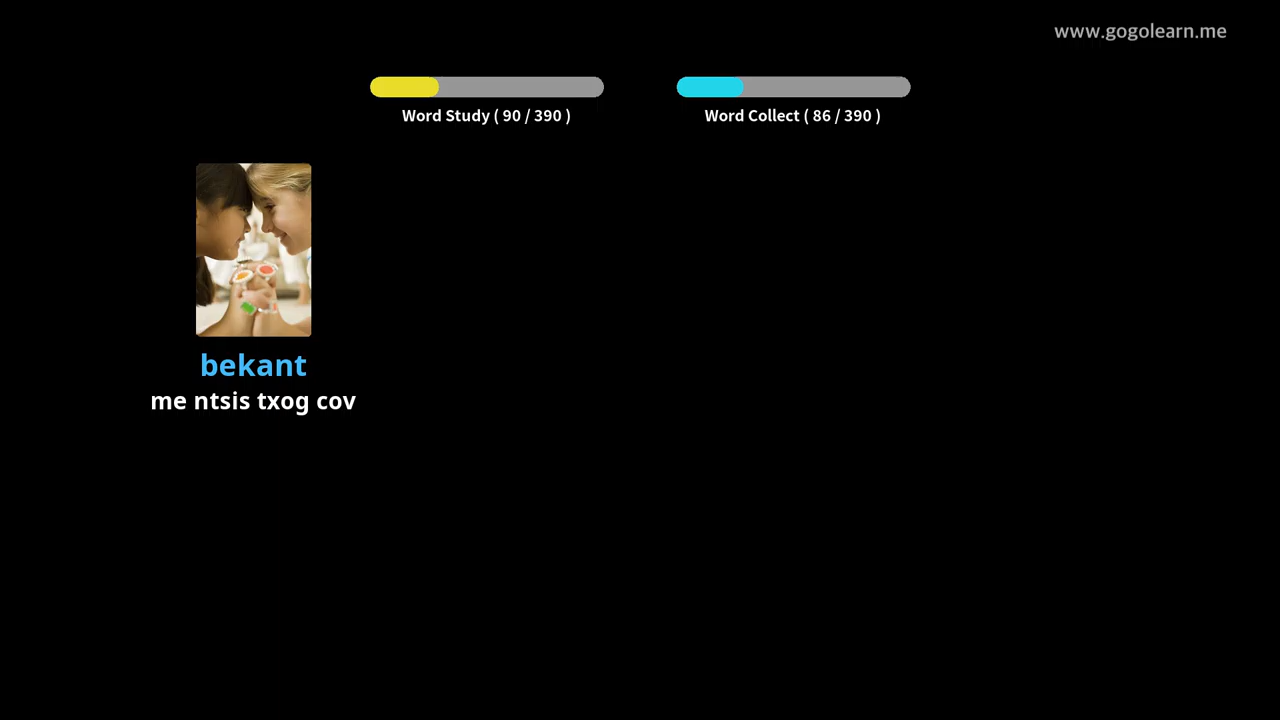 www.gogolearn.me
Word Study ( 90 / 390 )
Word Collect ( 86 / 390 )
bekant
me ntsis txog cov